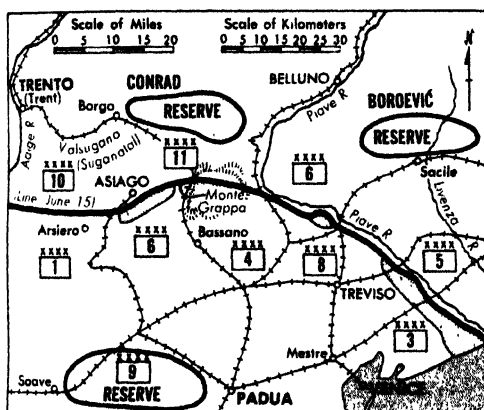 Scale of Miles
0 5 10 15 20
Scale of Kilometers
0 5 10 15 20 25 30
N
TRENTO
(Trent)
CONRAD
RESERVE
BELLUNO
Piave R
BOROEVIĆ
RESERVE
Borgo
Valsugana
(Suganatal)
XXXX
11
XXXX
6
Sacile
XXXX
10
ASIAGO
Livenza R
Line June 15)
Monte
Grappa
Arsiero
XXXX
1
XXXX
6
Bassano
XXXX
4
XXXX
8
Piave R
XXXX
5
TREVISO
XXXX
3
XXXX
9
RESERVE
Mestre
Soave
PADUA
VENICE